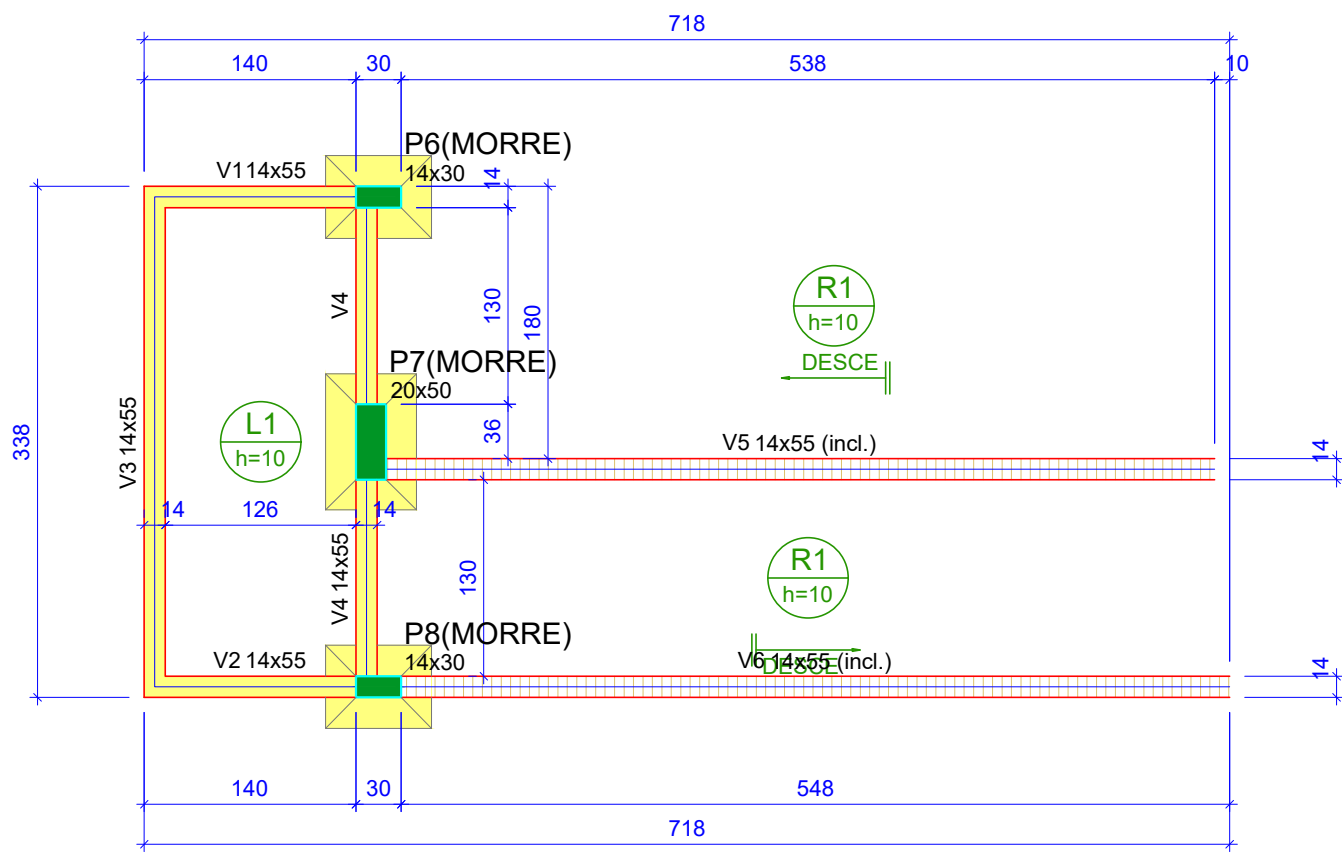 718
140
30
538
10
P6(MORRE)
V1 14x55
14x30
14
R1
h=10
DESCE
V4
130
180
P7(MORRE)
20x50
L1
h=10
36
V5 14x55 (incl.)
14
338
V3 14x55
14
126
14
V4 14x55
130
R1
h=10
P8(MORRE)
V2 14x55
14x30
V6 14x55 (incl.)
DESCE
14
140
30
548
718